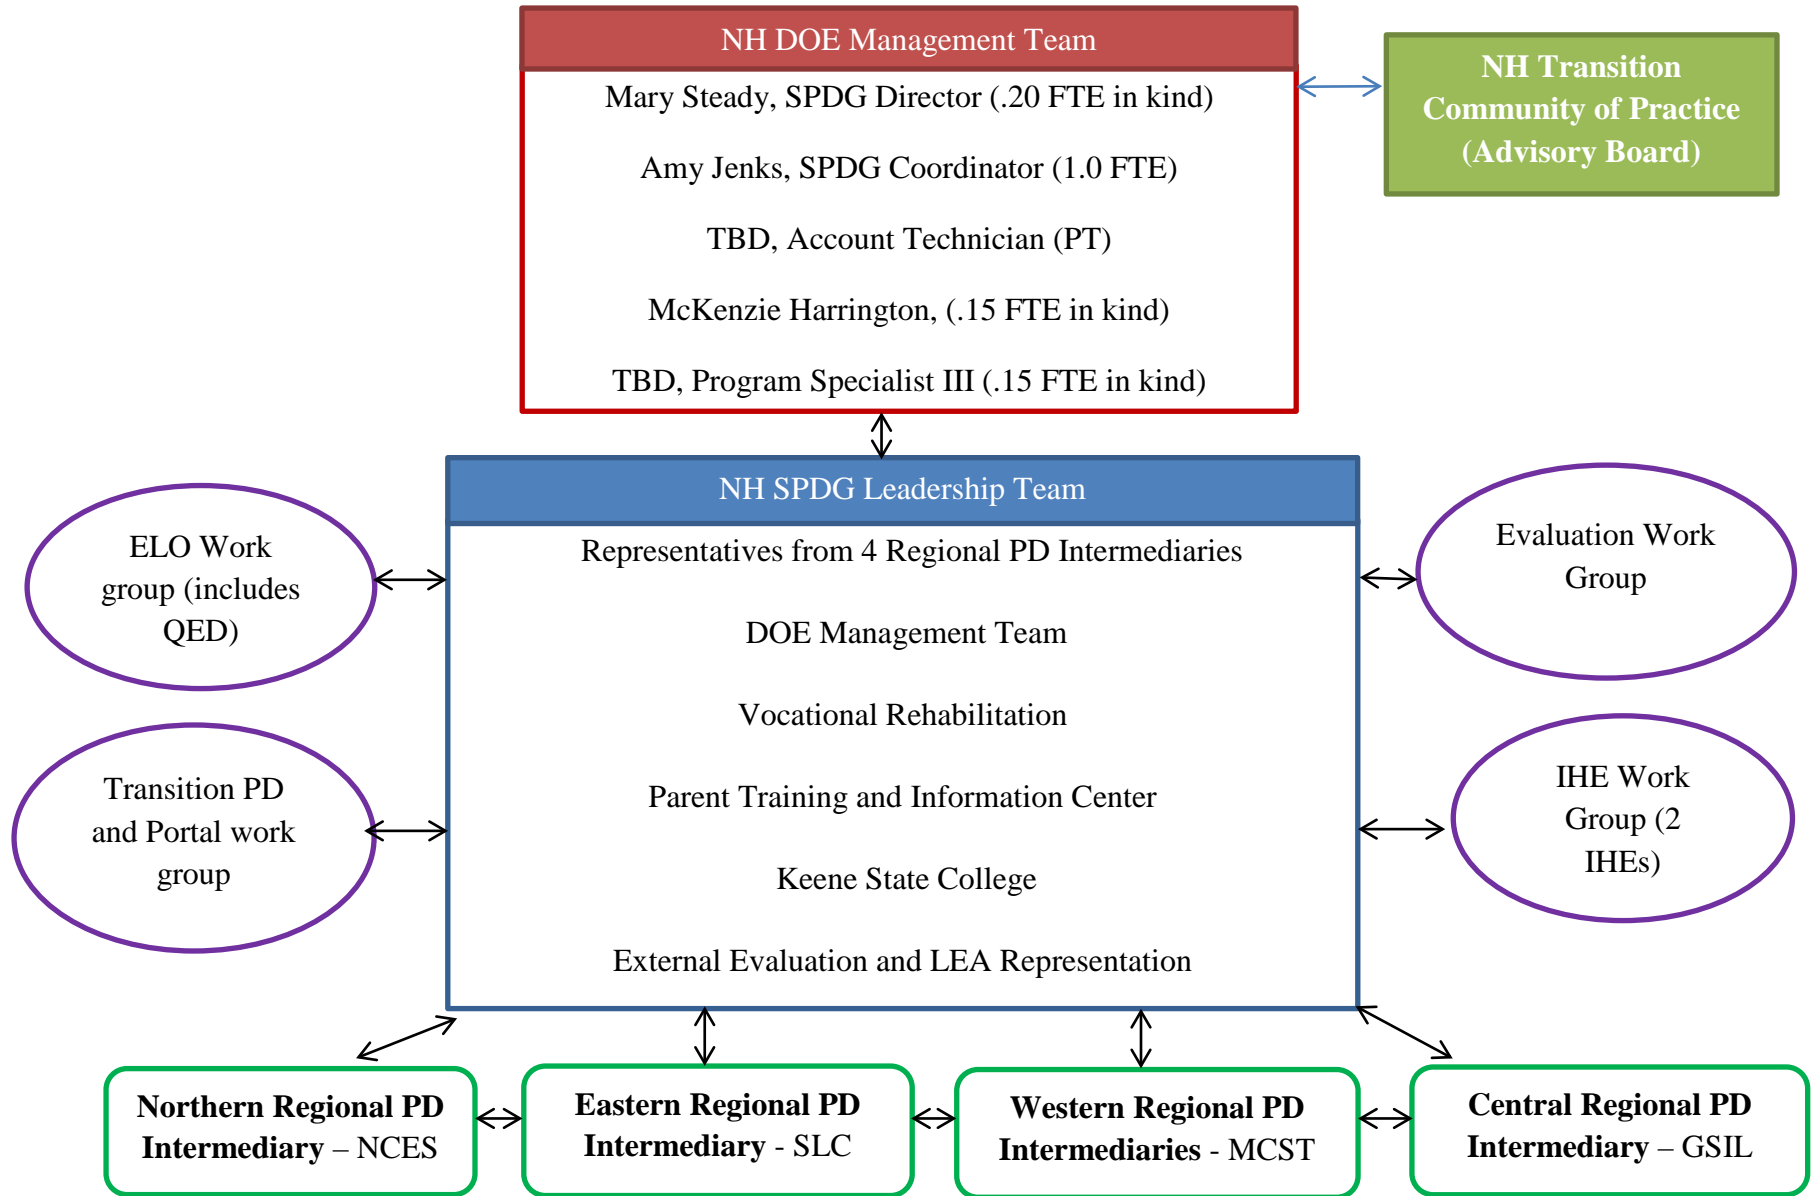 NH DOE Management Team
Mary Steady, SPDG Director (.20 FTE in kind)
Amy Jenks, SPDG Coordinator (1.0 FTE)
TBD, Account Technician (PT)
McKenzie Harrington, (.15 FTE in kind)
TBD, Program Specialist III (.15 FTE in kind)
NH Transition
Community of Practice
(Advisory Board)
NH SPDG Leadership Team
Representatives from 4 Regional PD Intermediaries
DOE Management Team
Vocational Rehabilitation
Parent Training and Information Center
Keene State College
External Evaluation and LEA Representation
ELO Work
group (includes
QED)
Transition PD
and Portal work
group
Evaluation Work
Group
IHE Work
Group (2
IHEs)
Northern Regional PD
Intermediary – NCES
Eastern Regional PD
Intermediary - SLC
Western Regional PD
Intermediaries - MCST
Central Regional PD
Intermediary – GSIL